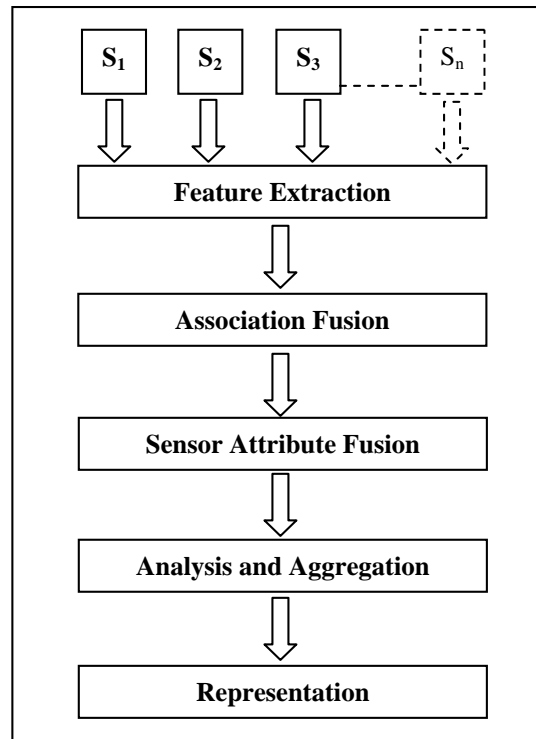 S₁ S₂ S₃ Sₙ
Feature Extraction
Association Fusion
Sensor Attribute Fusion
Analysis and Aggregation
Representation